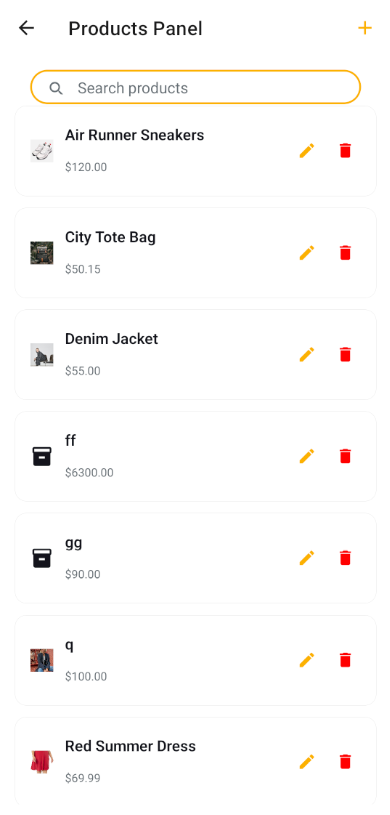 Products Panel
Search products
Air Runner Sneakers
$120.00
City Tote Bag
$50.15
Denim Jacket
$55.00
ff
$6300.00
gg
$90.00
q
$100.00
Red Summer Dress
$69.99